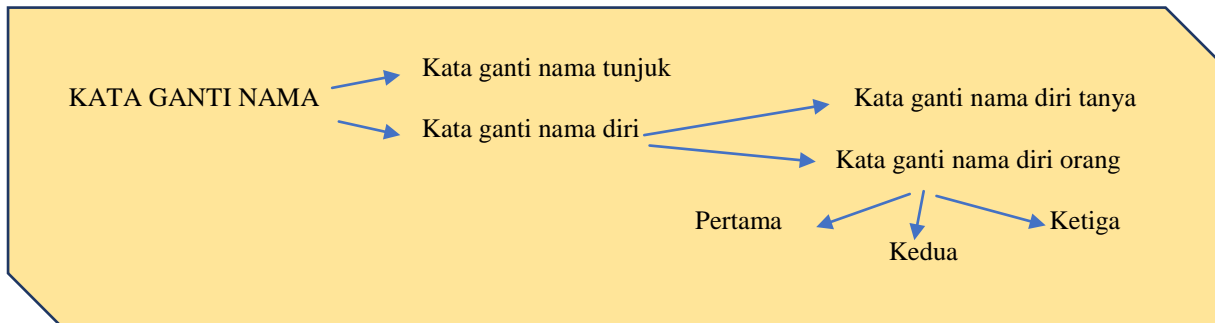 Kata ganti nama tunjuk
KATA GANTI NAMA
Kata ganti nama diri tanya
Kata ganti nama diri
Kata ganti nama diri orang
Pertama
Ketiga
Kedua